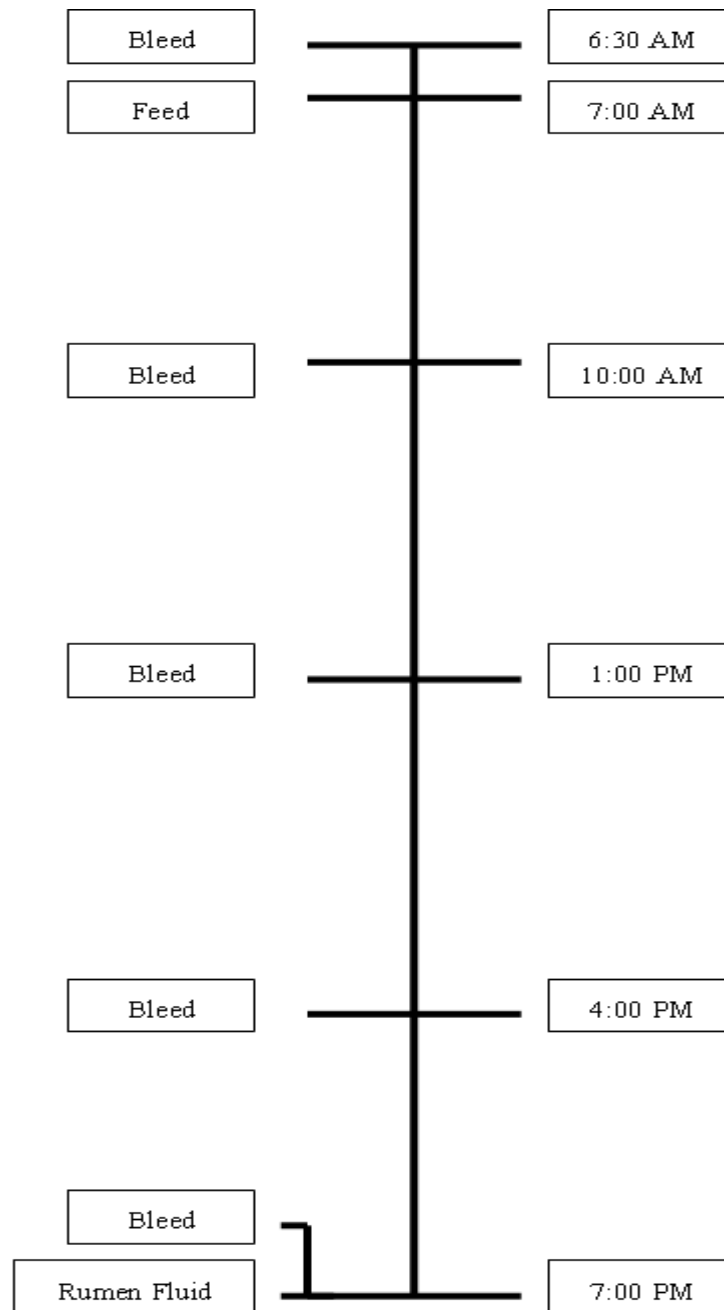 Bleed 6:30 AM
Feed 7:00 AM
Bleed 10:00 AM
Bleed 1:00 PM
Bleed 4:00 PM
Bleed
Rumen Fluid 7:00 PM